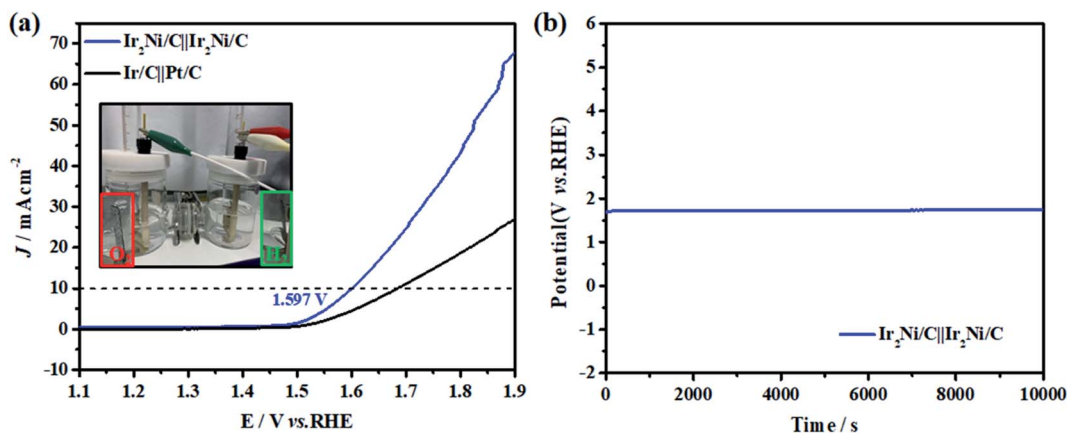 (a)
Ir₂Ni/C||Ir₂Ni/C
Ir/C||Pt/C
1.597 V
O₂
H₂
J / mAcm⁻²
70
60
50
40
30
20
10
0
-10
1.1 1.2 1.3 1.4 1.5 1.6 1.7 1.8 1.9
E / V vs.RHE
(b)
Potential(V vs.RHE)
6
5
4
3
2
1
0
-1
-2
Ir₂Ni/C||Ir₂Ni/C
0 2000 4000 6000 8000 10000
Time / s